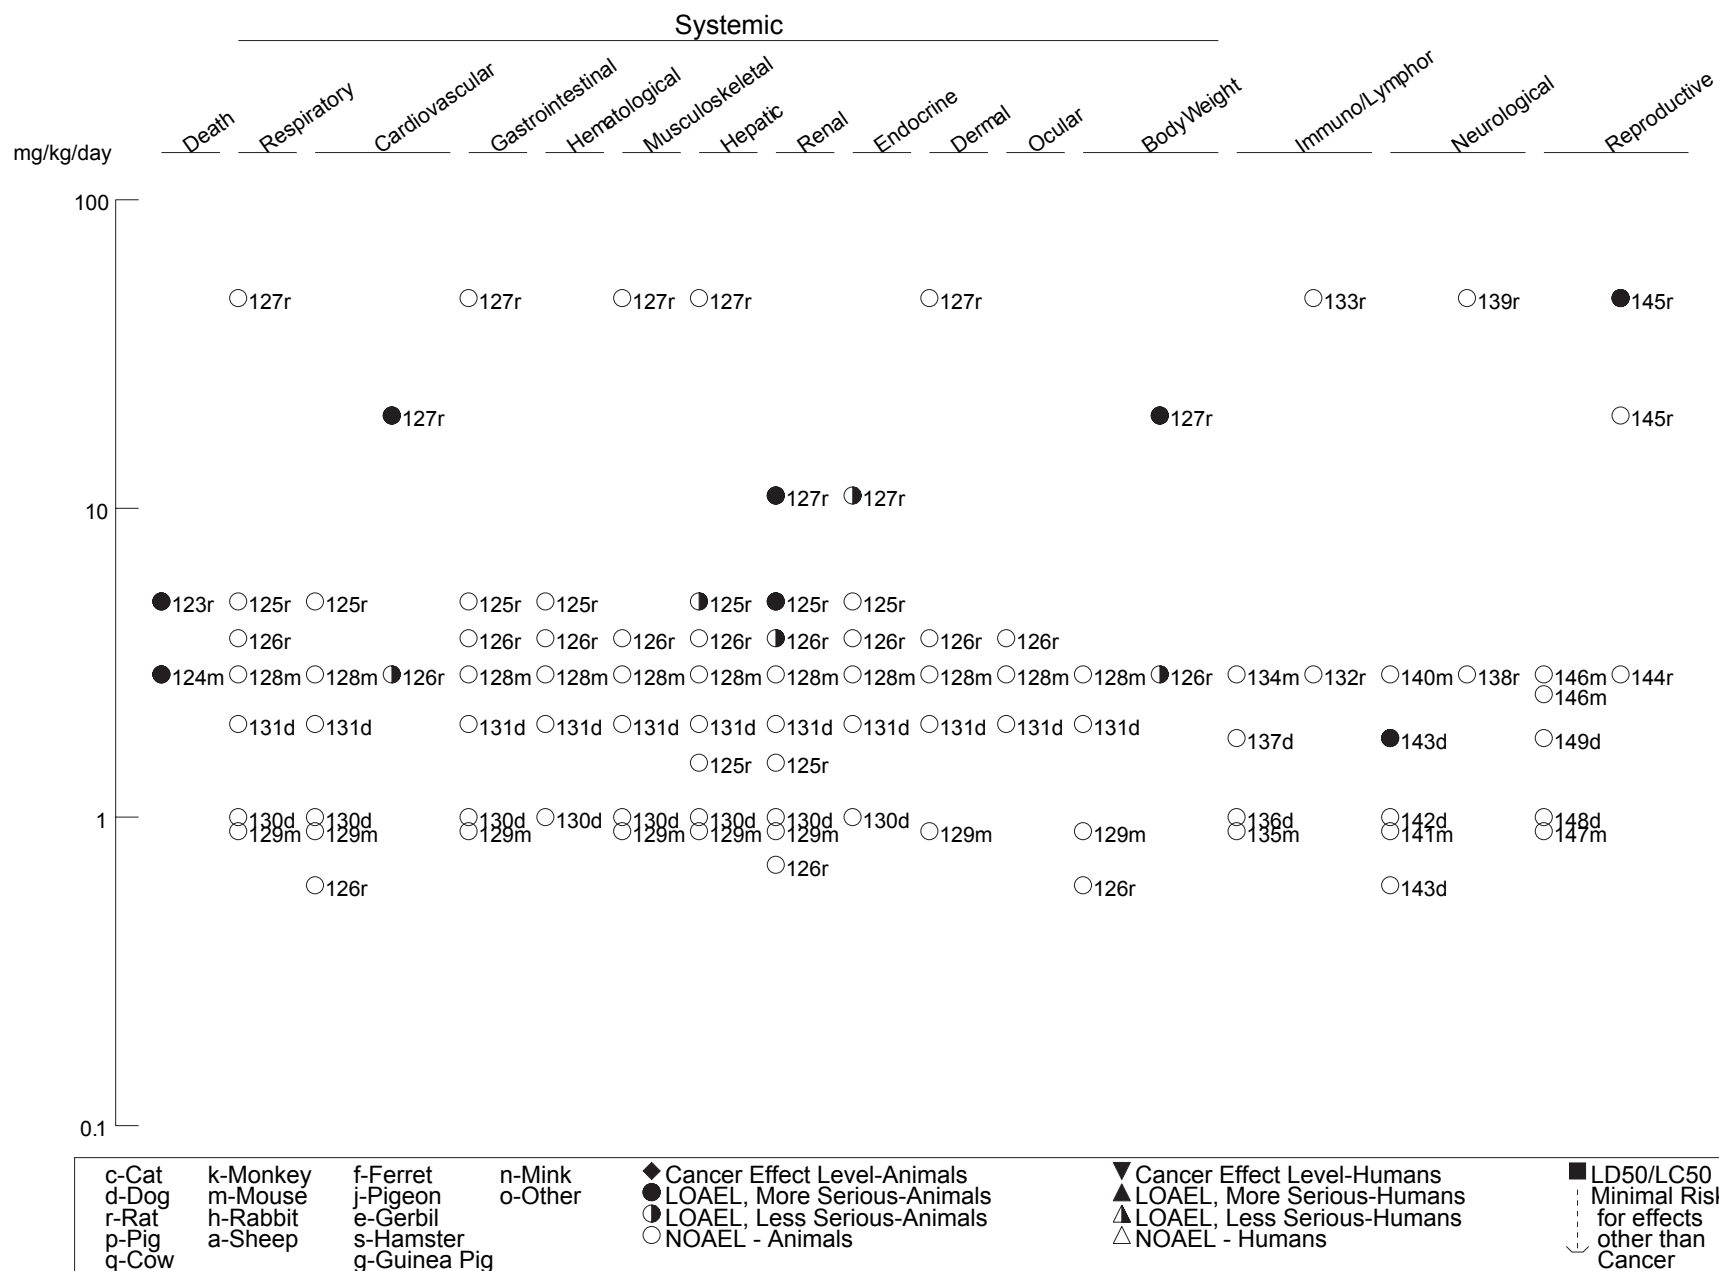 Systemic
Death Respiratory Cardiovascular Gastrointestinal Hematological Musculoskeletal Hepatic Renal Endocrine Dermal Ocular BodyWeight Immuno/Lymphor Neurological Reproductive
mg/kg/day
100
127r 127r 127r 127r 127r 133r 139r 145r
127r 127r 145r
127r 127r
10
123r 125r 125r 125r 125r 125r 125r 125r
126r 126r 126r 126r 126r 126r 126r 126r 126r
124m 128m 128m 126r 128m 128m 128m 128m 128m 128m 128m 128m 128m 126r 134m 132r 140m 138r 146m 144r
146m
131d 131d 131d 131d 131d 131d 131d 131d 131d 131d 131d
137d 143d 149d
125r 125r
1
130d 130d 130d 130d 130d 130d 130d 130d 136d 142d 148d
129m 129m 129m 129m 129m 129m 129m 129m 135m 141m 147m
126r
126r 126r 143d
0.1
c-Cat k-Monkey f-Ferret n-Mink Cancer Effect Level-Animals Cancer Effect Level-Humans LD50/LC50
d-Dog m-Mouse j-Pigeon o-Other LOAEL, More Serious-Animals LOAEL, More Serious-Humans Minimal Risk
r-Rat h-Rabbit e-Gerbil LOAEL, Less Serious-Animals LOAEL, Less Serious-Humans for effects
p-Pig a-Sheep s-Hamster NOAEL - Animals NOAEL - Humans other than
q-Cow g-Guinea Pig Cancer